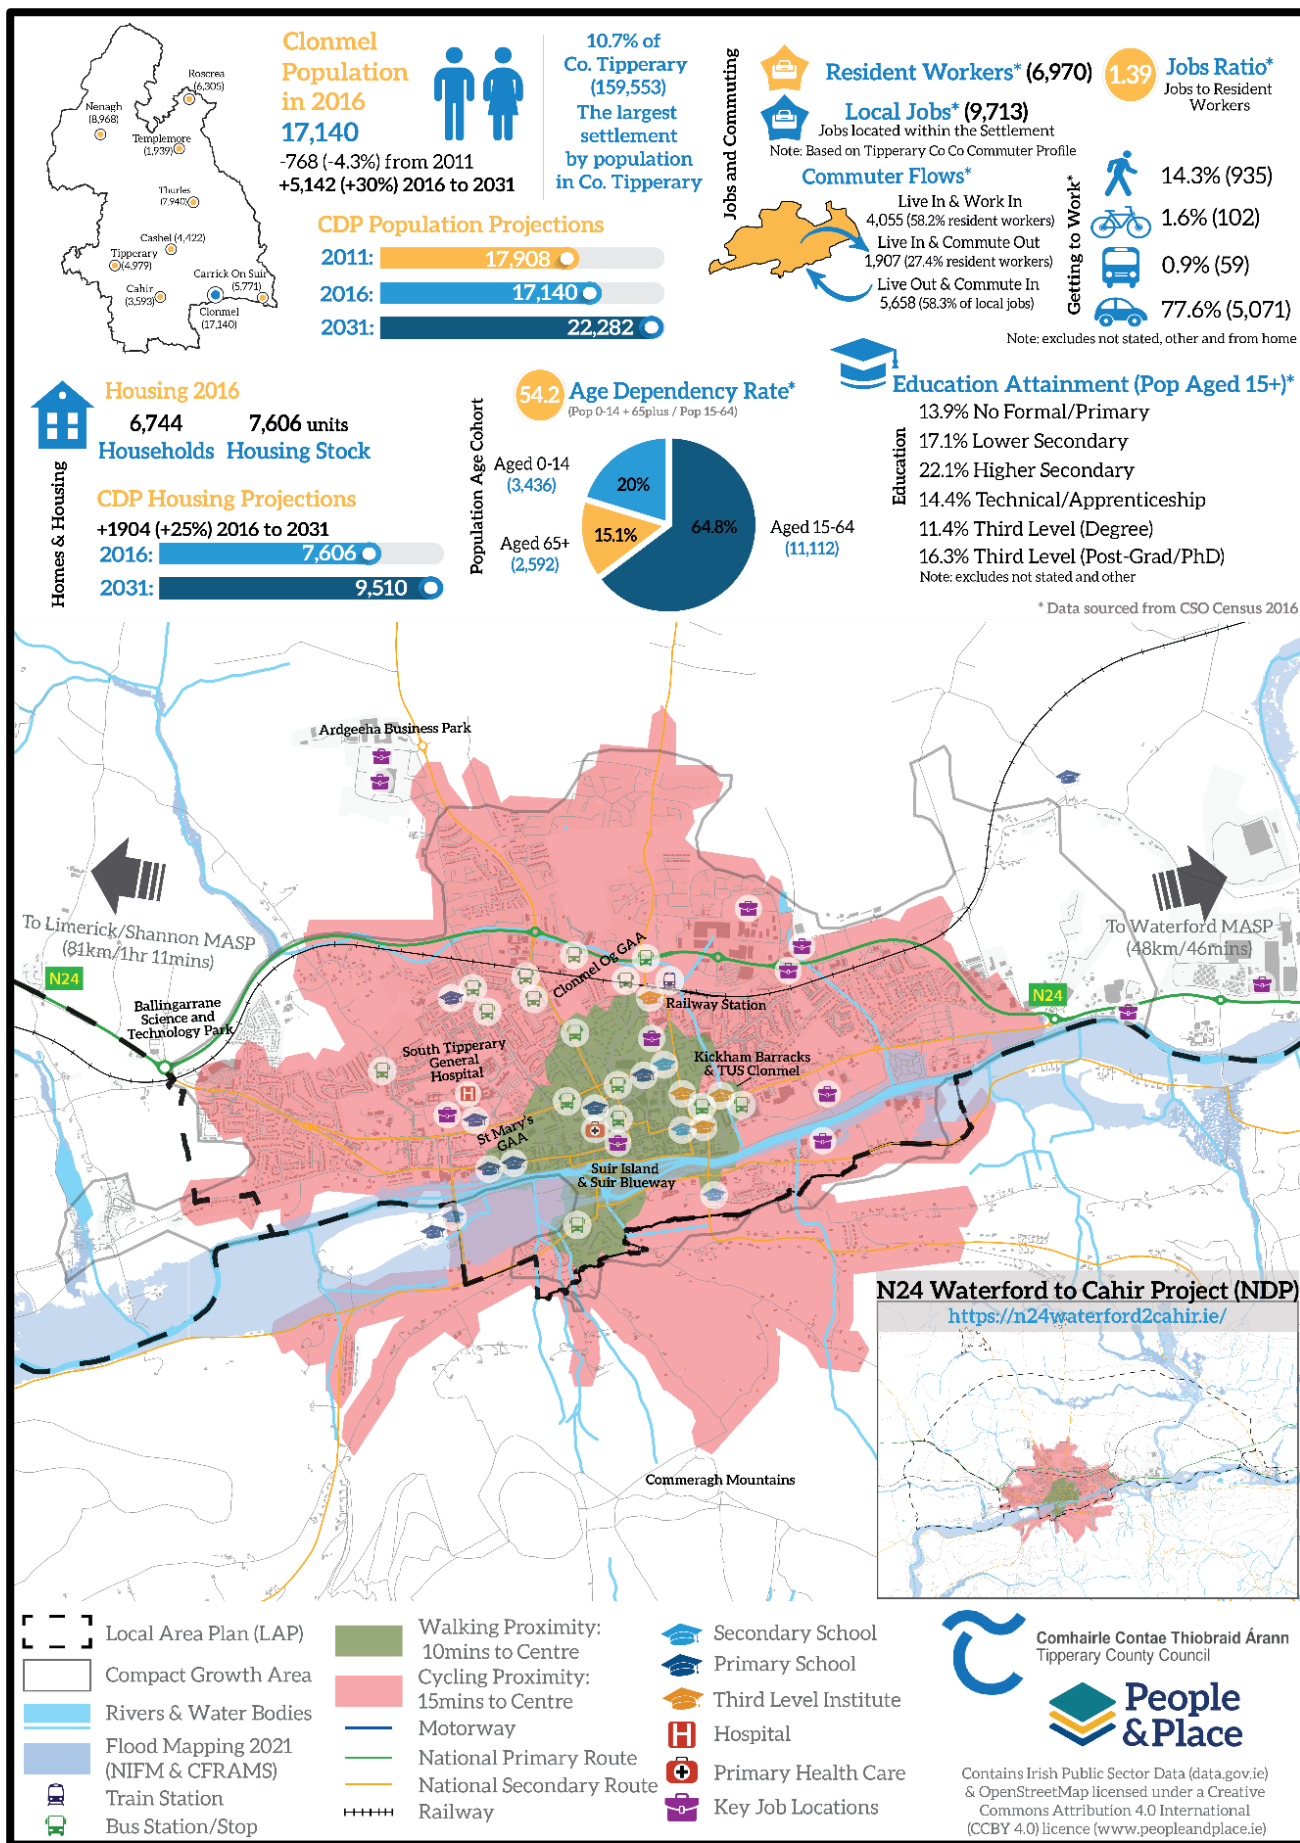 Roscrea
(6,305)
Nenagh
(8,968)
Templemore
(1,939)
Thurles
(7,940)
Cashel (4,422)
Tipperary
(4,979)
Carrick On Suir
(5,771)
Cahir
(3,593)
Clonmel
(17,140)
Clonmel
Population
in 2016
17,140
-768 (-4.3%) from 2011
+5,142 (+30%) 2016 to 2031
10.7% of
Co. Tipperary
(159,553)
The largest
settlement
by population
in Co. Tipperary
CDP Population Projections
2011: 17,908
2016: 17,140
2031: 22,282
Jobs and Commuting
Resident Workers* (6,970)
1.39 Jobs Ratio*
Jobs to Resident
Workers
Local Jobs* (9,713)
Jobs located within the Settlement
Note: Based on Tipperary Co Co Commuter Profile
Commuter Flows*
Live In & Work In
4,055 (58.2% resident workers)
Live In & Commute Out
1,907 (27.4% resident workers)
Live Out & Commute In
5,658 (58.3% of local jobs)
Getting to Work*
14.3% (935)
1.6% (102)
0.9% (59)
77.6% (5,071)
Note: excludes not stated, other and from home
Homes & Housing
Housing 2016
6,744 7,606 units
Households Housing Stock
CDP Housing Projections
+1904 (+25%) 2016 to 2031
2016: 7,606
2031: 9,510
Population Age Cohort
54.2 Age Dependency Rate*
(Pop 0-14 + 65plus / Pop 15-64)
Aged 0-14
(3,436)
20%
Aged 65+
(2,592)
15.1%
64.8%
Aged 15-64
(11,112)
Education
Education Attainment (Pop Aged 15+)*
13.9% No Formal/Primary
17.1% Lower Secondary
22.1% Higher Secondary
14.4% Technical/Apprenticeship
11.4% Third Level (Degree)
16.3% Third Level (Post-Grad/PhD)
Note: excludes not stated and other
* Data sourced from CSO Census 2016
Ardgeeha Business Park
To Limerick/Shannon MASP
(81km/1hr 11mins)
N24
Ballingarrane
Science and
Technology Park
Clonmel Og GAA
Railway Station
To Waterford MASP
(48km/46mins)
N24
South Tipperary
General
Hospital
H
Kickham Barracks
& TUS Clonmel
St Mary's
GAA
Suir Island
& Suir Blueway
Commeragh Mountains
N24 Waterford to Cahir Project (NDP)
https://n24waterford2cahir.ie/
Local Area Plan (LAP)
Compact Growth Area
Rivers & Water Bodies
Flood Mapping 2021
(NIFM & CFRAMS)
Train Station
Bus Station/Stop
Walking Proximity:
10mins to Centre
Cycling Proximity:
15mins to Centre
Motorway
National Primary Route
National Secondary Route
Railway
Secondary School
Primary School
Third Level Institute
H Hospital
Primary Health Care
Key Job Locations
Comhairle Contae Thiobraid Árann
Tipperary County Council
People
&Place
Contains Irish Public Sector Data (data.gov.ie)
& OpenStreetMap licensed under a Creative
Commons Attribution 4.0 International
(CCBY 4.0) licence (www.peopleandplace.ie)